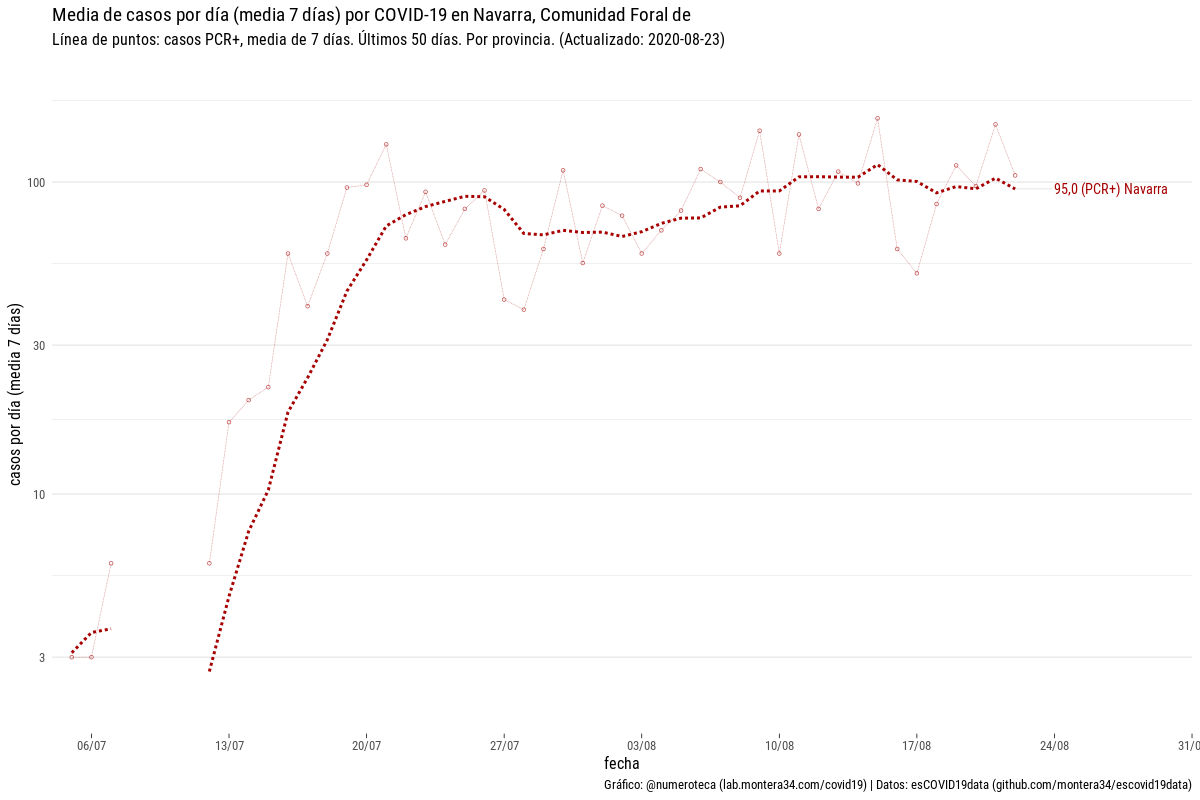 Media de casos por día (media 7 días) por COVID-19 en Navarra, Comunidad Foral de
Línea de puntos: casos PCR+, media de 7 días. Últimos 50 días. Por provincia. (Actualizado: 2020-08-23)
casos por día (media 7 días)
100
30
10
3
95,0 (PCR+) Navarra
06/07
13/07
20/07
27/07
03/08
10/08
17/08
24/08
31/0
fecha
Gráfico: @numeroteca (lab.montera34.com/covid19) | Datos: esCOVID19data (github.com/montera34/escovid19data)